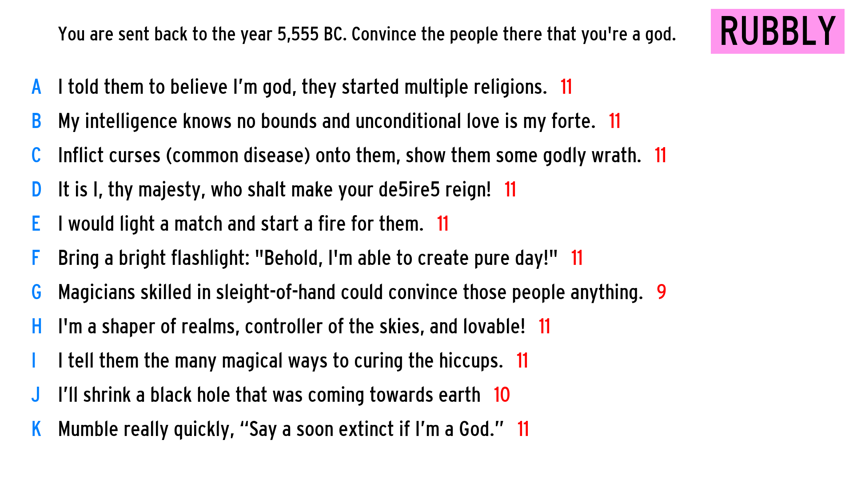 You are sent back to the year 5,555 BC. Convince the people there that you're a god.
RUBBLY
A I told them to believe I’m god, they started multiple religions. 11
B My intelligence knows no bounds and unconditional love is my forte. 11
C Inflict curses (common disease) onto them, show them some godly wrath. 11
D It is I, thy majesty, who shalt make your de5ire5 reign! 11
E I would light a match and start a fire for them. 11
F Bring a bright flashlight: "Behold, I'm able to create pure day!" 11
G Magicians skilled in sleight-of-hand could convince those people anything. 9
H I'm a shaper of realms, controller of the skies, and lovable! 11
I I tell them the many magical ways to curing the hiccups. 11
J I’ll shrink a black hole that was coming towards earth 10
K Mumble really quickly, “Say a soon extinct if I’m a God.” 11